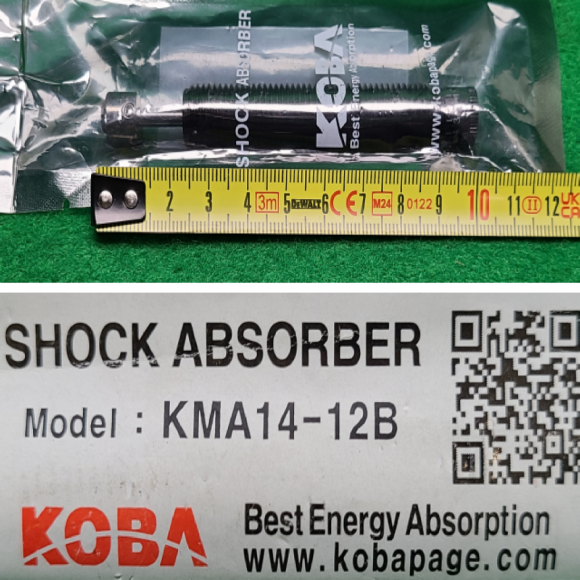 SHOCK ABSORBER
KOBA
Best Energy Absorption
www.kobapage.com
2 3 4 3m 5 DEWALT 6 CE 7 M24 8 0122 9 10 11 II 12 UK CA
SHOCK ABSORBER
Model : KMA14-12B
KOBA
Best Energy Absorption
www.kobapage.com